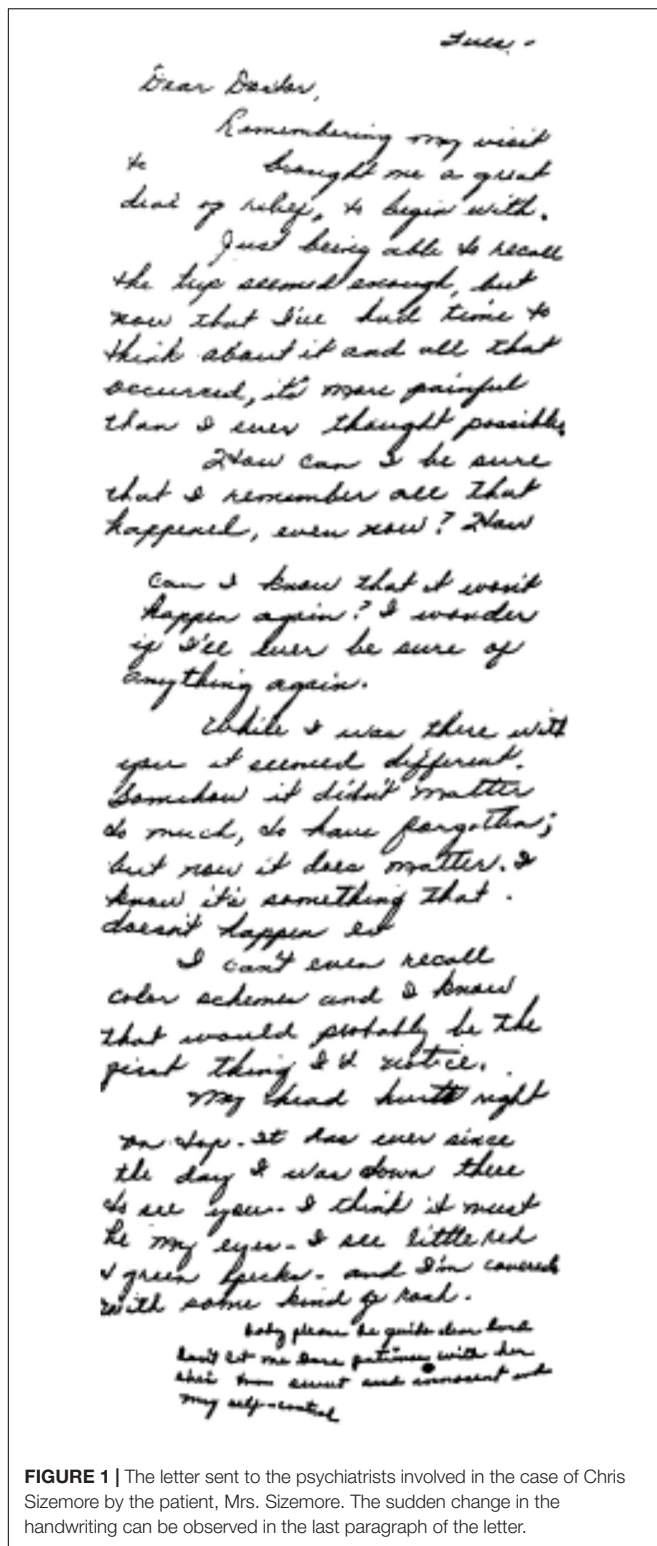 Tues. -
Dear Doctor,
Remembering my visit
to brought me a great
deal of relief, to begin with.
Just being able to recall
the trip seemed enough, but
now that I've had time to
think about it and all that
occurred, it's more painful
than I ever thought possible.
How can I be sure
that I remember all that
happened, even now? How
can I know that it won't
happen again? I wonder
if I'll ever be sure of
anything again.
While I was there with
you it seemed different.
Somehow it didn't matter
so much, to have forgotten;
but now it does matter. I
know it's something that.
doesn't happen
I can't even recall
color schemes and I know
that would probably be the
first thing I'd notice.
My head hurts right
on top. It has ever since
the day I was down there
to see you. I think it must
be my eyes - I see little red
& green specks - and I'm covered
with some kind of rash.
baby please be quite dear lord
don't let me lose patience with her
she's sweet and innocent and
my self-control
FIGURE 1 | The letter sent to the psychiatrists involved in the case of Chris
Sizemore by the patient, Mrs. Sizemore. The sudden change in the
handwriting can be observed in the last paragraph of the letter.